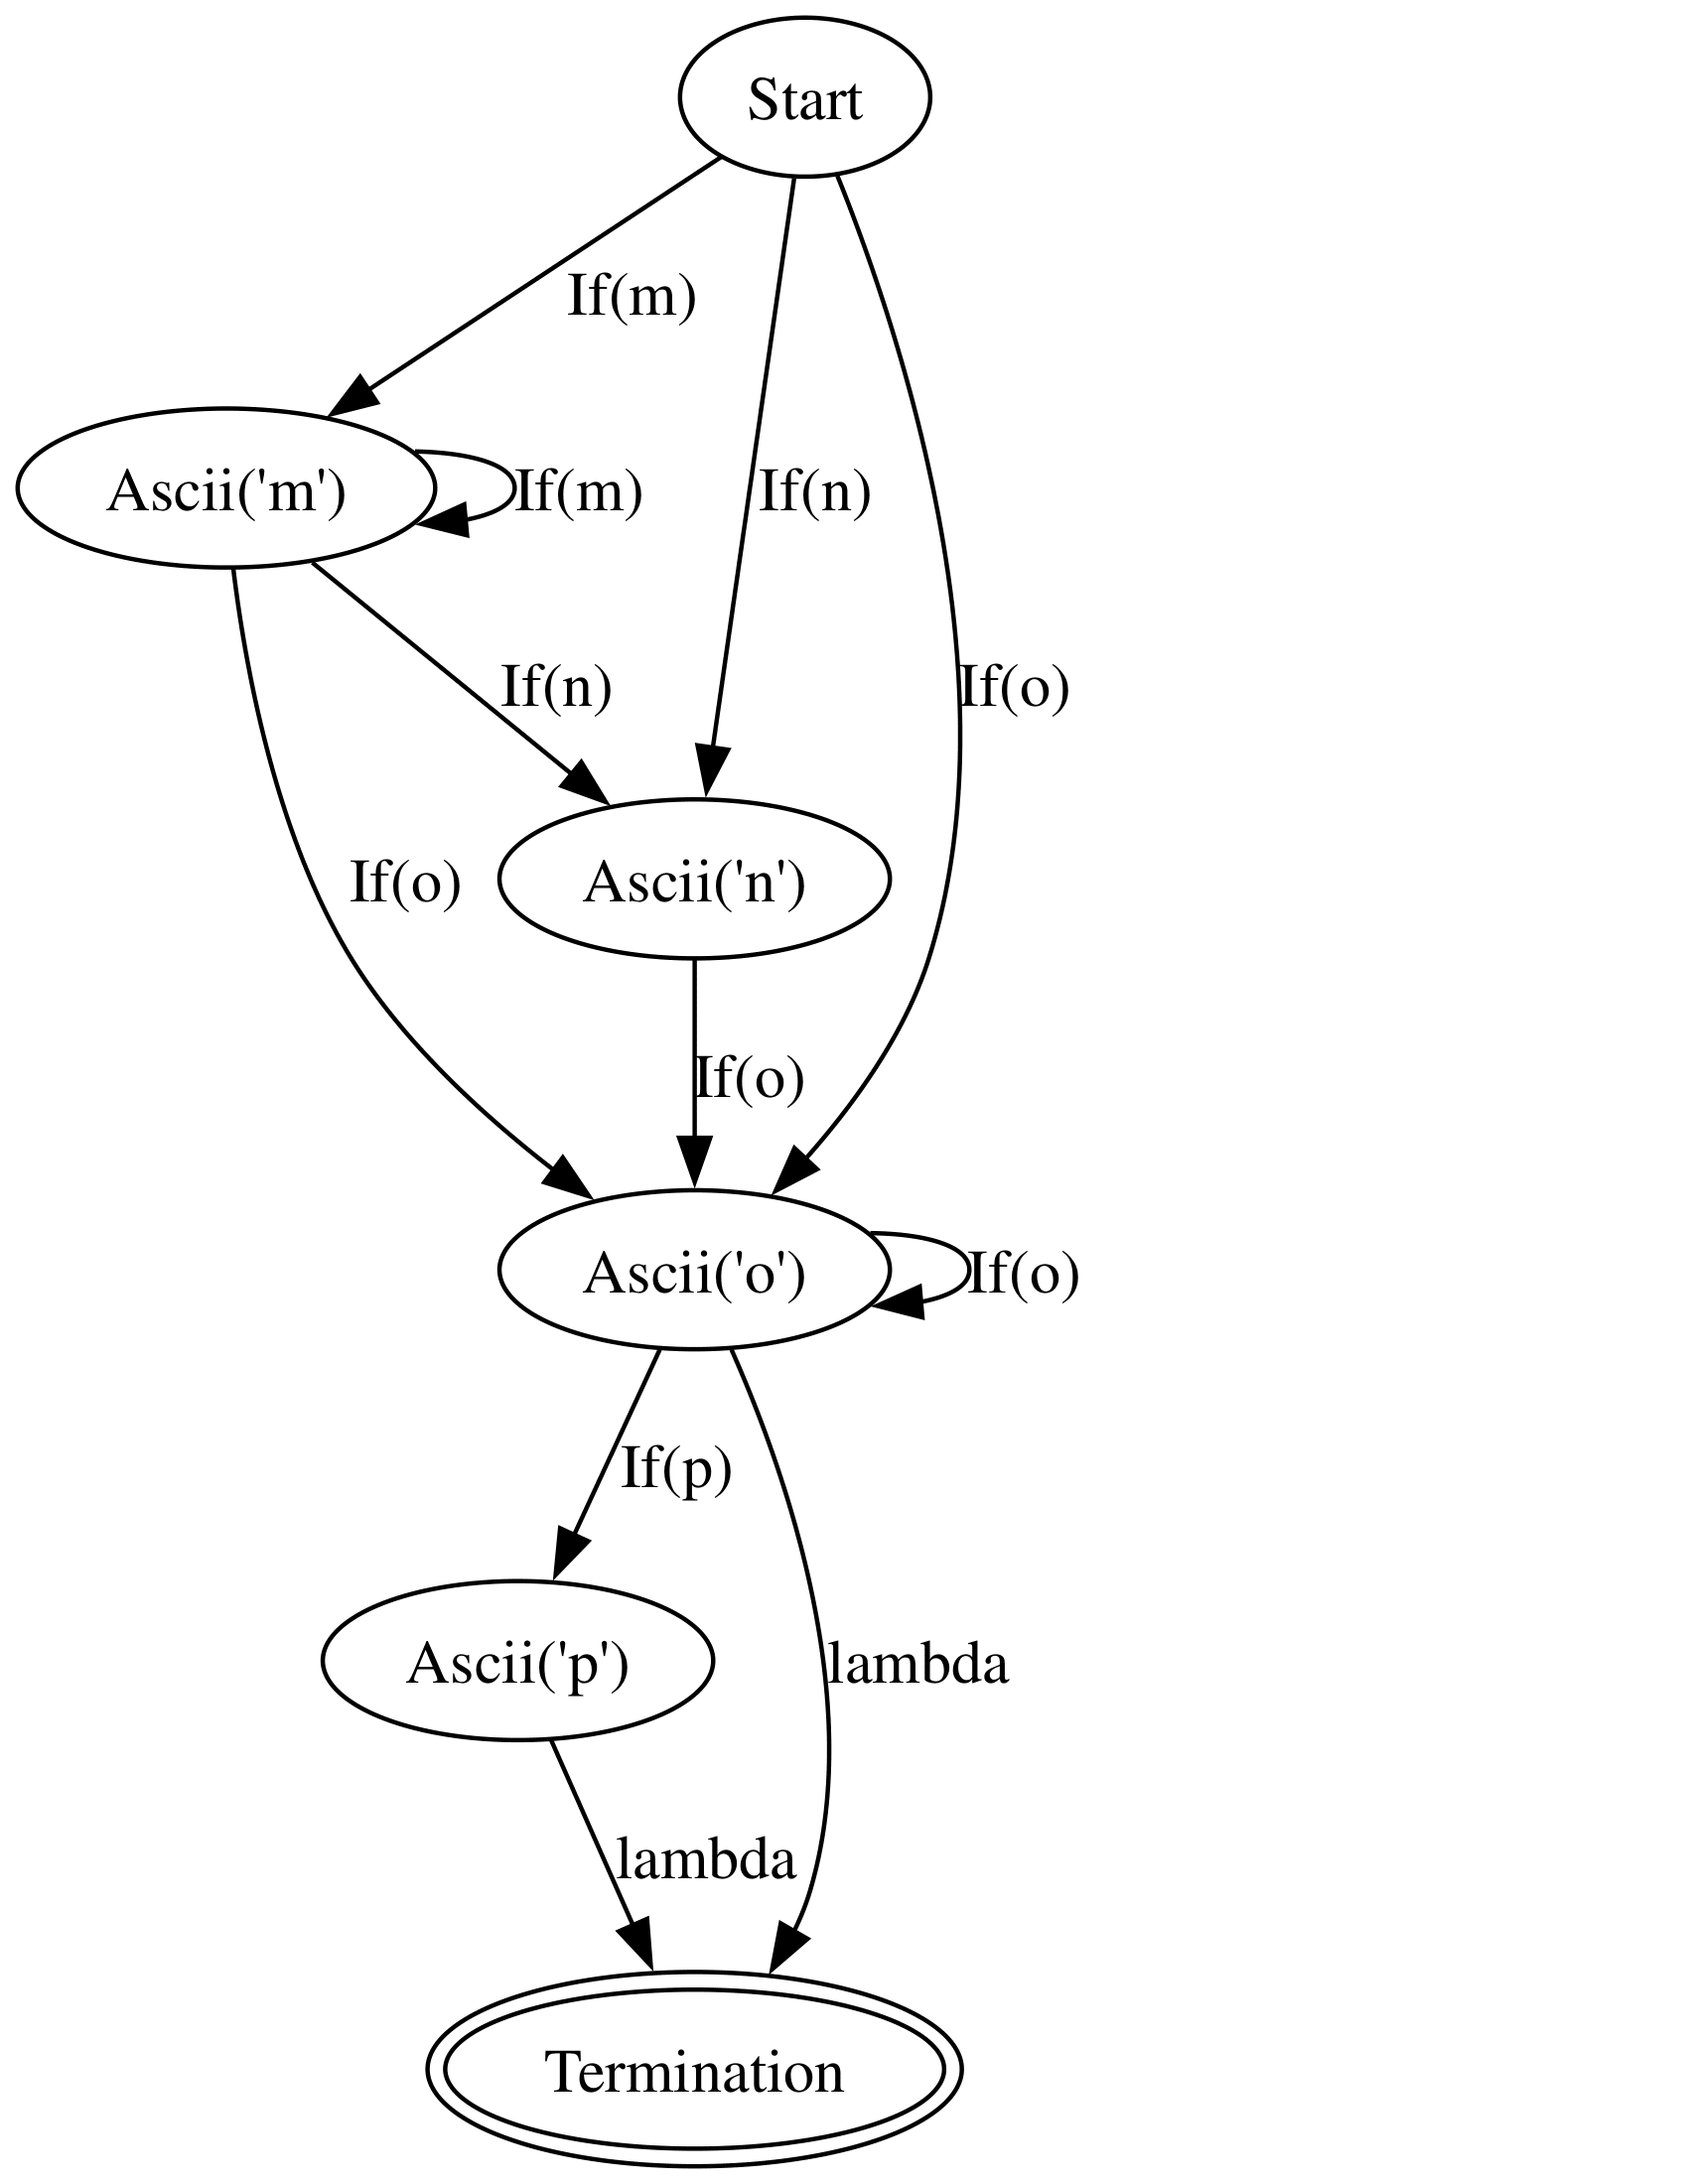 Start
If(m)
Ascii('m')
If(m)
If(n)
If(n)
If(o)
If(o)
Ascii('n')
If(o)
Ascii('o')
If(o)
If(p)
Ascii('p')
lambda
lambda
Termination